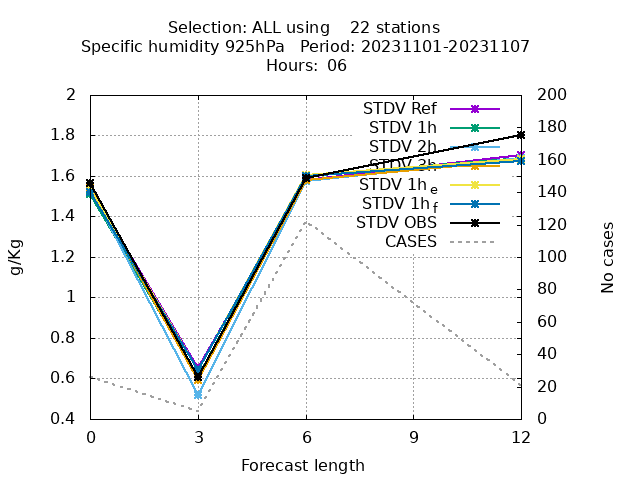 Selection: ALL using    22 stations
Specific humidity 925hPa   Period: 20231101-20231107
Hours:  06
2
1.8
1.6
1.4
1.2
1
0.8
0.6
0.4
g/Kg
STDV Ref
STDV 1h
STDV 2h
STDV 3h
STDV 1h e
STDV 1h f
STDV OBS
CASES
200
180
160
140
120
100
80
60
40
20
0
No cases
0 3 6 9 12
Forecast length